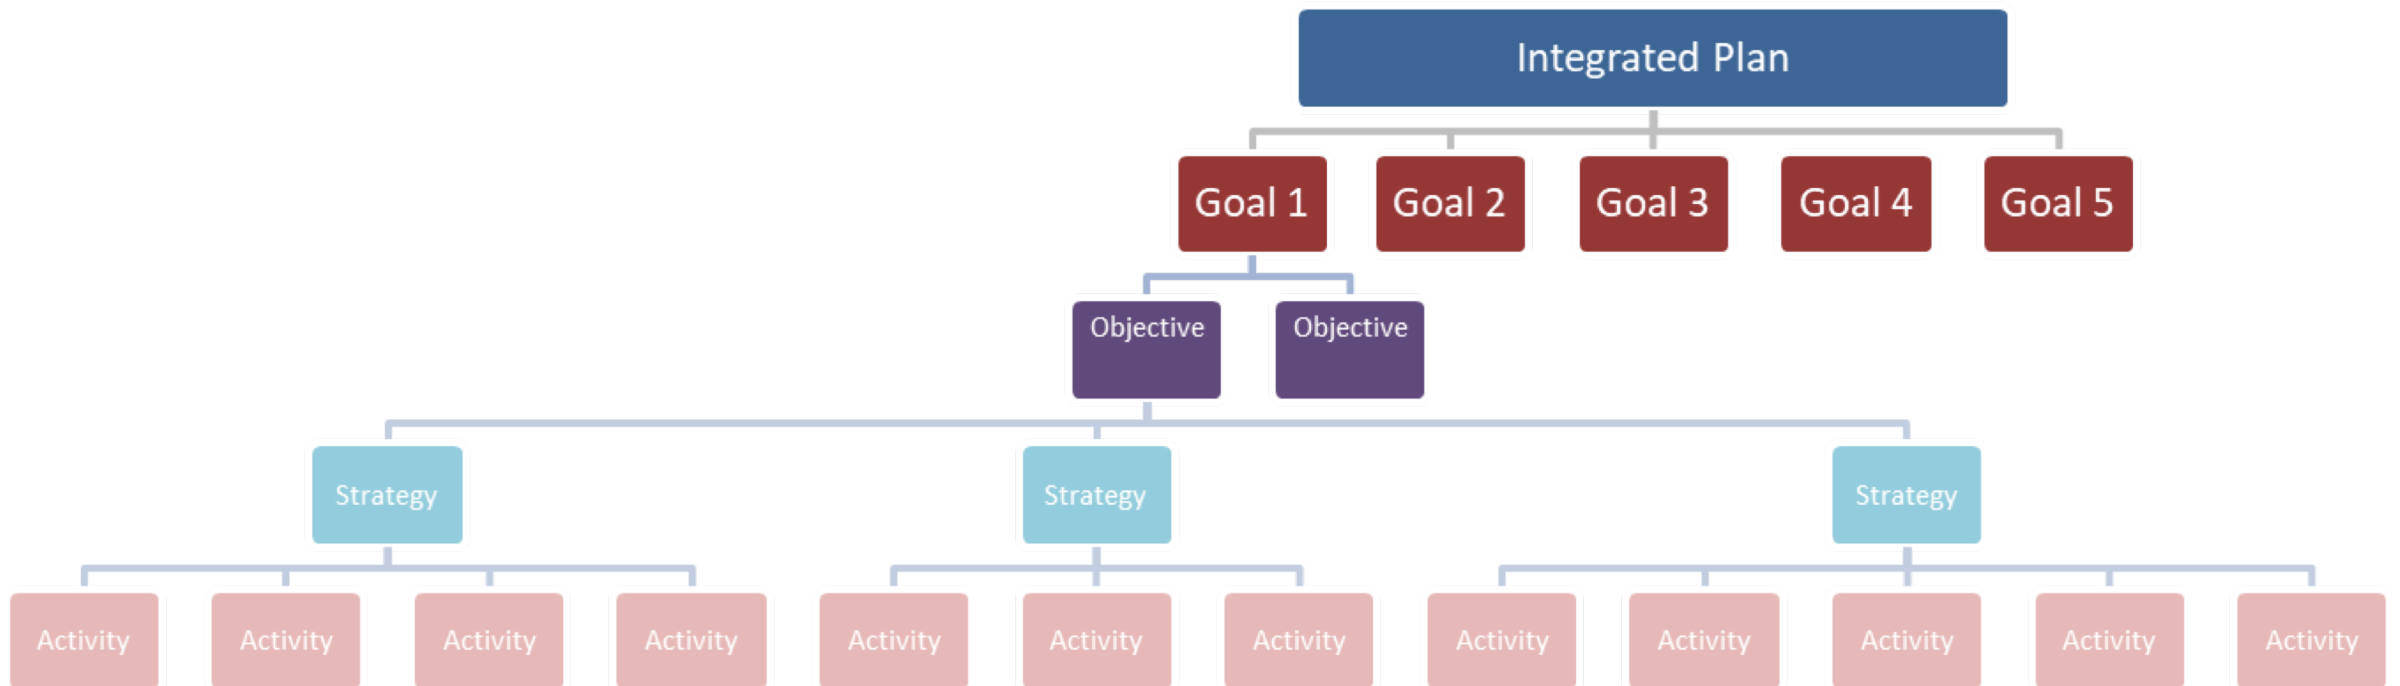 Integrated Plan
Goal 1
Goal 2
Goal 3
Goal 4
Goal 5
Objective
Objective
Strategy
Strategy
Strategy
Activity
Activity
Activity
Activity
Activity
Activity
Activity
Activity
Activity
Activity
Activity
Activity